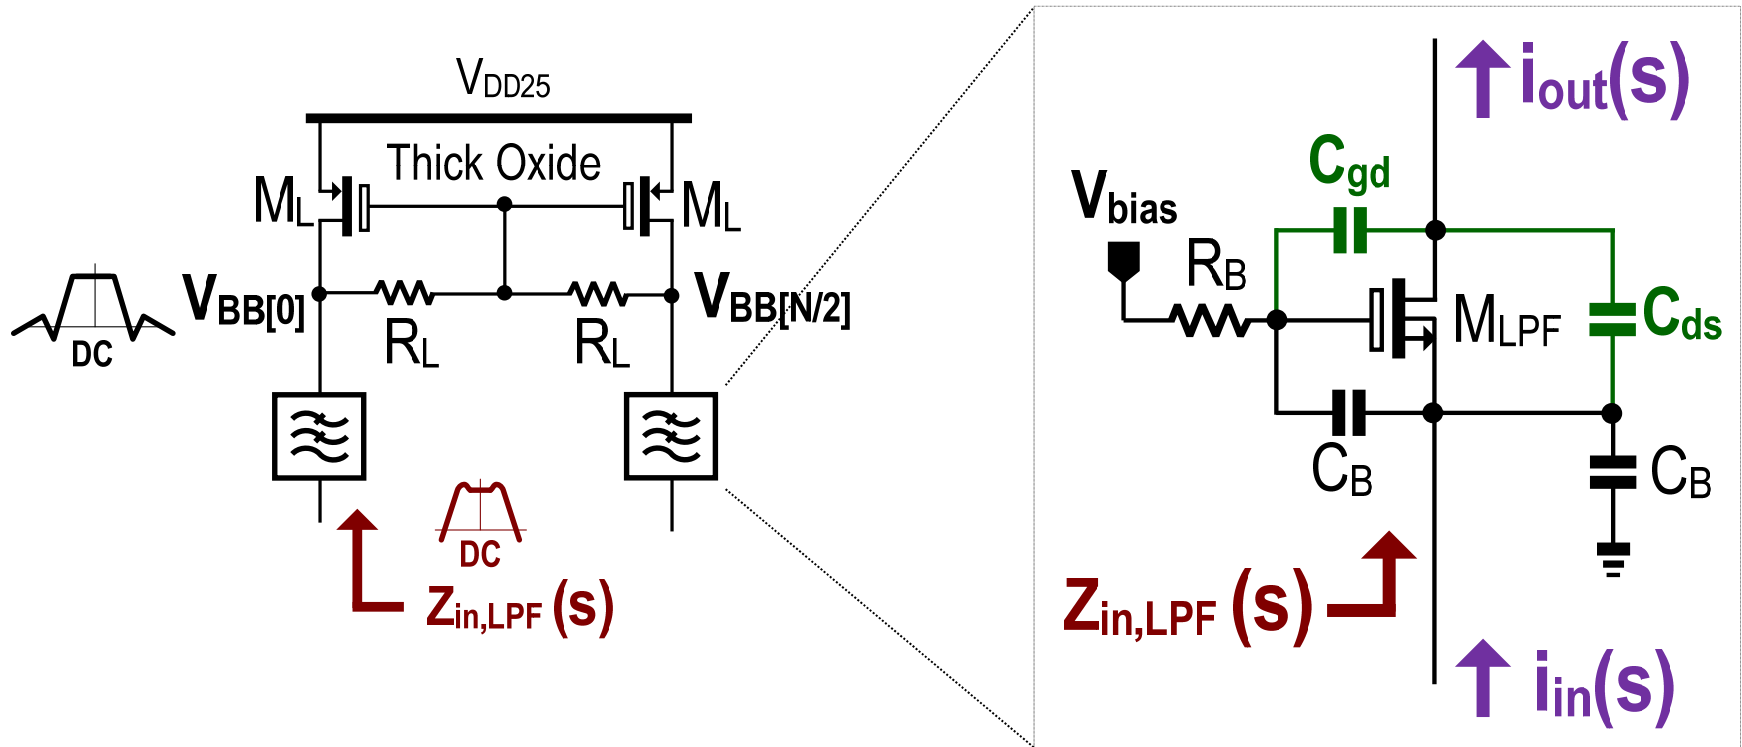 VDD25
Thick Oxide
ML
ML
VBB[0]
VBB[N/2]
RL
RL
DC
DC
Zin,LPF (s)
iout(s)
Cgd
Vbias
RB
MLPF
Cds
CB
CB
Zin,LPF (s)
iin(s)